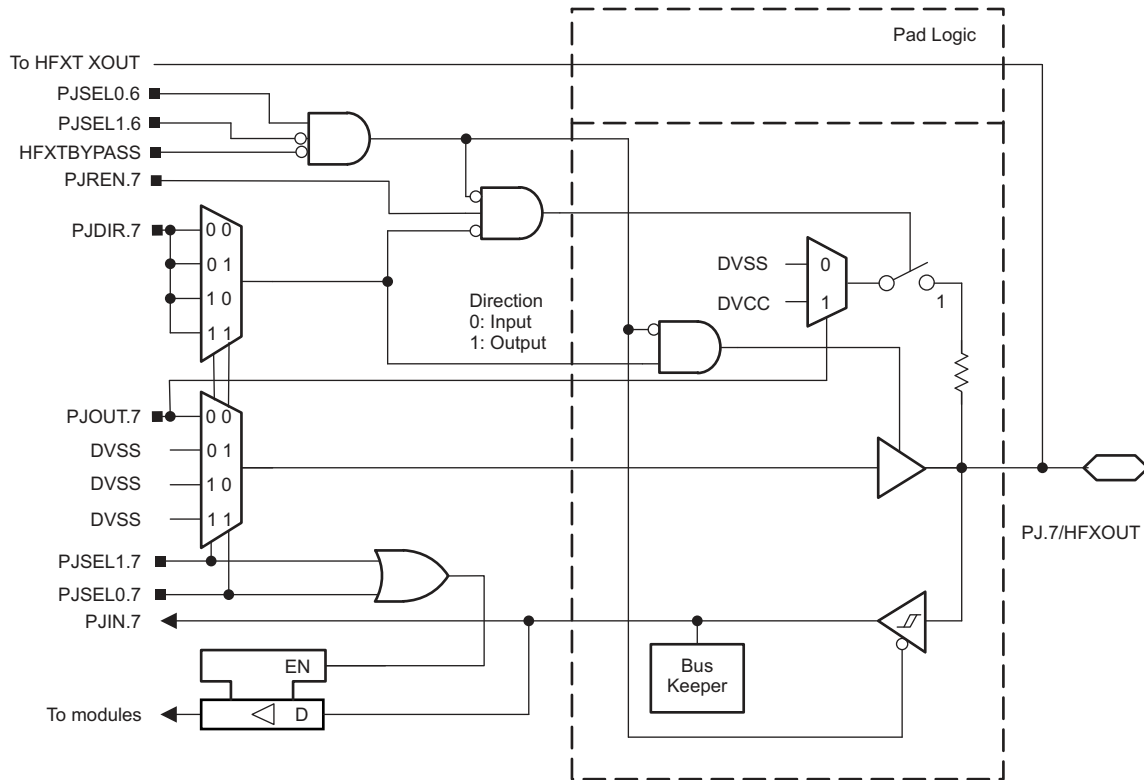 Pad Logic
To HFXT XOUT
PJSEL0.6
PJSEL1.6
HFXTBYPASS
PJREN.7
PJDIR.7
0 0
0 1
1 0
1 1
Direction
0: Input
1: Output
DVSS
0
DVCC
1
1
PJOUT.7
0 0
DVSS
0 1
DVSS
1 0
DVSS
1 1
PJ.7/HFXOUT
PJSEL1.7
PJSEL0.7
PJIN.7
Bus
Keeper
EN
To modules
D